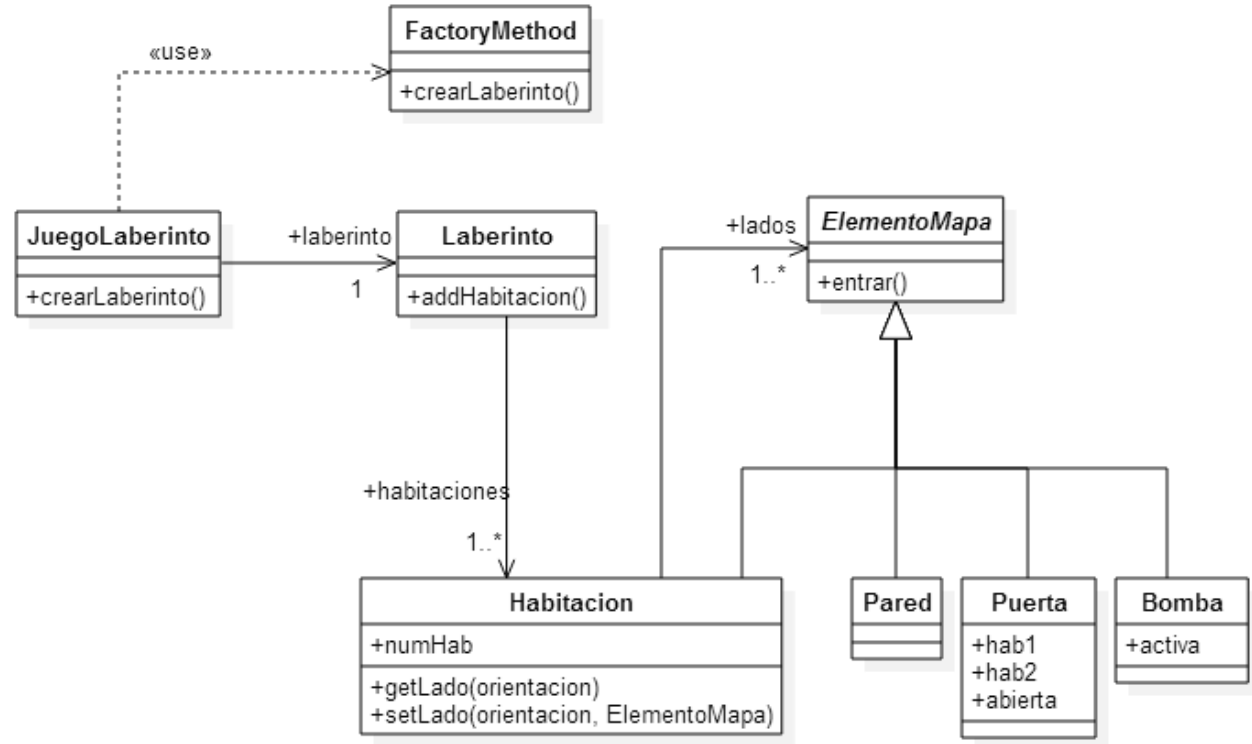 FactoryMethod
+crearLaberinto()
«use»
JuegoLaberinto
+crearLaberinto()
+laberinto
1
Laberinto
+addHabitacion()
+lados
1..*
ElementoMapa
+entrar()
+habitaciones
1..*
Habitacion
+numHab
+getLado(orientacion)
+setLado(orientacion, ElementoMapa)
Pared
Puerta
+hab1
+hab2
+abierta
Bomba
+activa